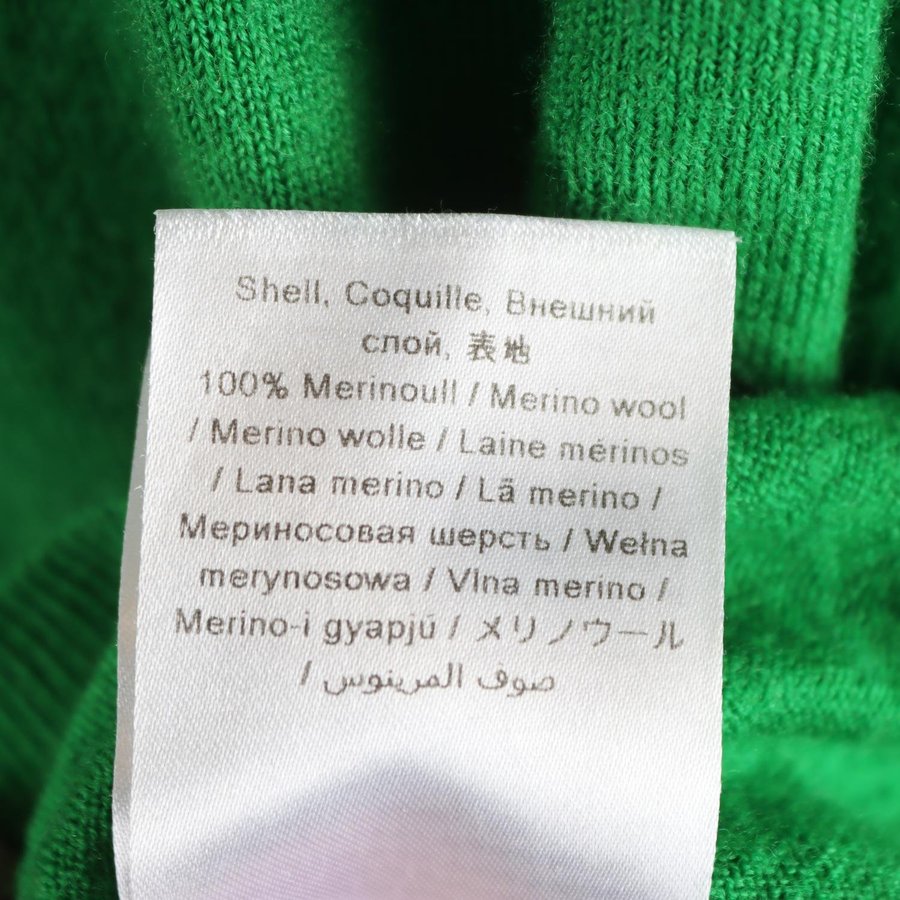 Shell, Coquille, Внешний
слой, 表地
100% Merinoull / Merino wool
/ Merino wolle / Laine mérinos
/ Lana merino / Lã merino /
Мериносовая шерсть / Wełna
merynosowa / Vlna merino /
Merino-i gyapjú / メリノウール
/ صوف المرينوس